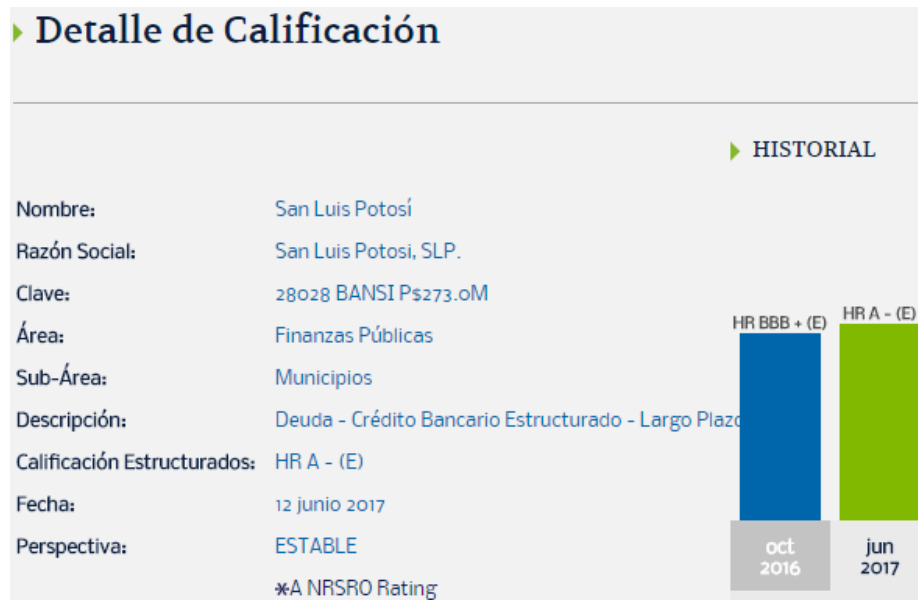 Detalle de Calificación
HISTORIAL
Nombre: San Luis Potosí
Razón Social: San Luis Potosi, SLP.
Clave: 28028 BANSI P$273.0M
Área: Finanzas Públicas
Sub-Área: Municipios
Descripción: Deuda - Crédito Bancario Estructurado - Largo Plazo
Calificación Estructurados: HR A - (E)
Fecha: 12 junio 2017
Perspectiva: ESTABLE
*A NRSRO Rating
HR BBB + (E)
HR A - (E)
oct
2016
jun
2017